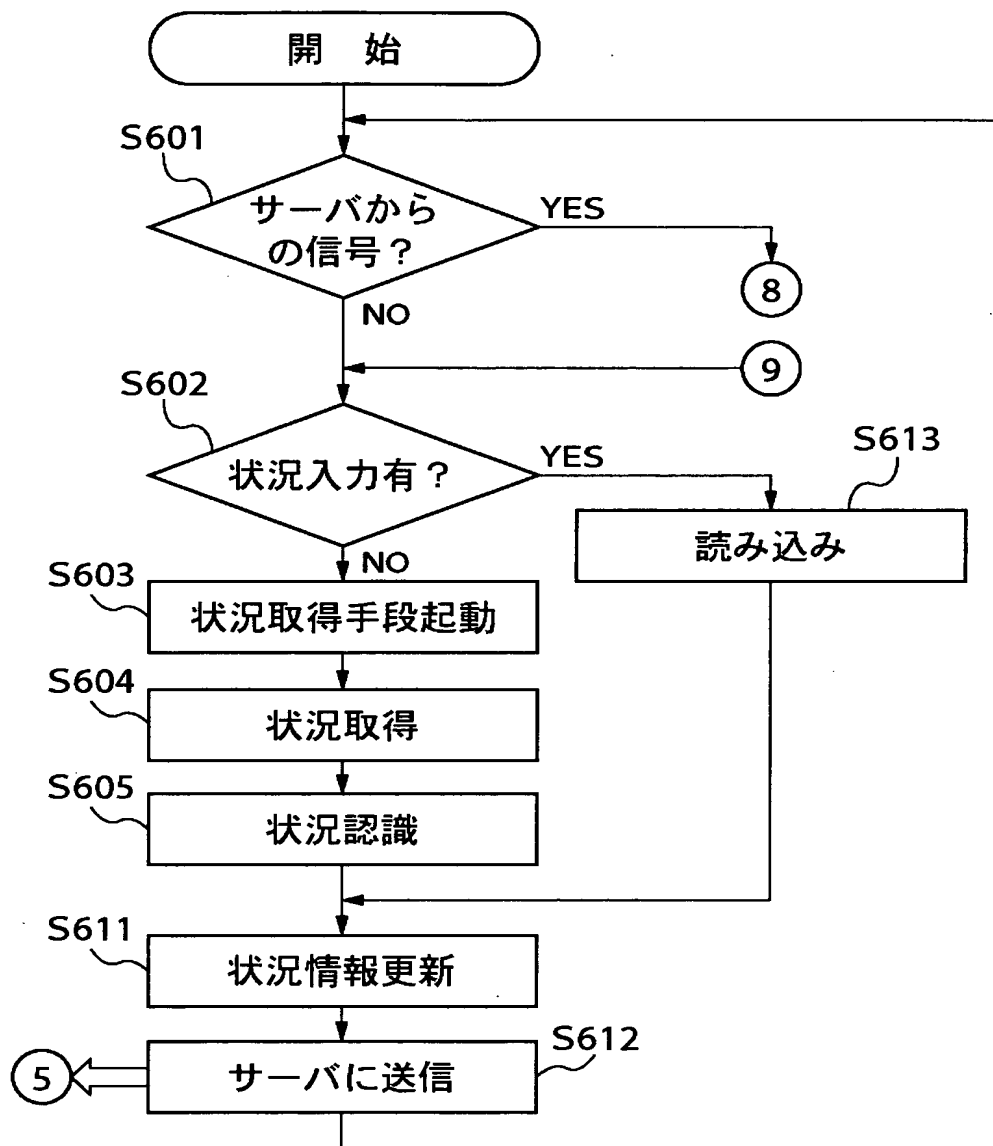 開 始
S601
サーバから
の信号？
YES
⑧
NO
⑨
S602
状況入力有？
YES
S613
読み込み
NO
S603
状況取得手段起動
S604
状況取得
S605
状況認識
S611
状況情報更新
S612
サーバに送信
⑤